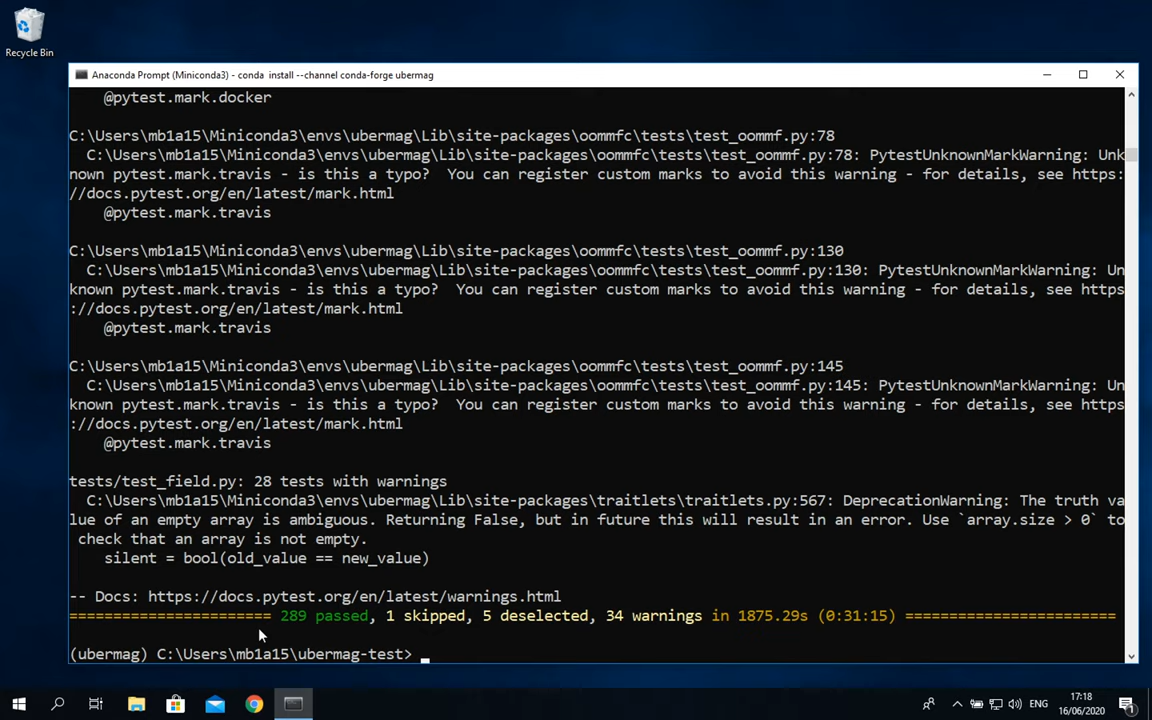 Recycle Bin
Anaconda Prompt (Miniconda3) - conda  install --channel conda-forge ubermag
@pytest.mark.docker
C:\Users\mb1a15\Miniconda3\envs\ubermag\Lib\site-packages\oommfc\tests\test_oommf.py:78
C:\Users\mb1a15\Miniconda3\envs\ubermag\Lib\site-packages\oommfc\tests\test_oommf.py:78: PytestUnknownMarkWarning: Unk
nown pytest.mark.travis - is this a typo?  You can register custom marks to avoid this warning - for details, see https:
//docs.pytest.org/en/latest/mark.html
@pytest.mark.travis
C:\Users\mb1a15\Miniconda3\envs\ubermag\Lib\site-packages\oommfc\tests\test_oommf.py:130
C:\Users\mb1a15\Miniconda3\envs\ubermag\Lib\site-packages\oommfc\tests\test_oommf.py:130: PytestUnknownMarkWarning: Un
known pytest.mark.travis - is this a typo?  You can register custom marks to avoid this warning - for details, see https
://docs.pytest.org/en/latest/mark.html
@pytest.mark.travis
C:\Users\mb1a15\Miniconda3\envs\ubermag\Lib\site-packages\oommfc\tests\test_oommf.py:145
C:\Users\mb1a15\Miniconda3\envs\ubermag\Lib\site-packages\oommfc\tests\test_oommf.py:145: PytestUnknownMarkWarning: Un
known pytest.mark.travis - is this a typo?  You can register custom marks to avoid this warning - for details, see https
://docs.pytest.org/en/latest/mark.html
@pytest.mark.travis
tests/test_field.py: 28 tests with warnings
C:\Users\mb1a15\Miniconda3\envs\ubermag\Lib\site-packages\traitlets\traitlets.py:567: DeprecationWarning: The truth va
lue of an empty array is ambiguous. Returning False, but in future this will result in an error. Use `array.size > 0` to
check that an array is not empty.
silent = bool(old_value == new_value)
-- Docs: https://docs.pytest.org/en/latest/warnings.html
======================= 289 passed, 1 skipped, 5 deselected, 34 warnings in 1875.29s (0:31:15) ========================
(ubermag) C:\Users\mb1a15\ubermag-test>
ENG
17:18
16/06/2020
1